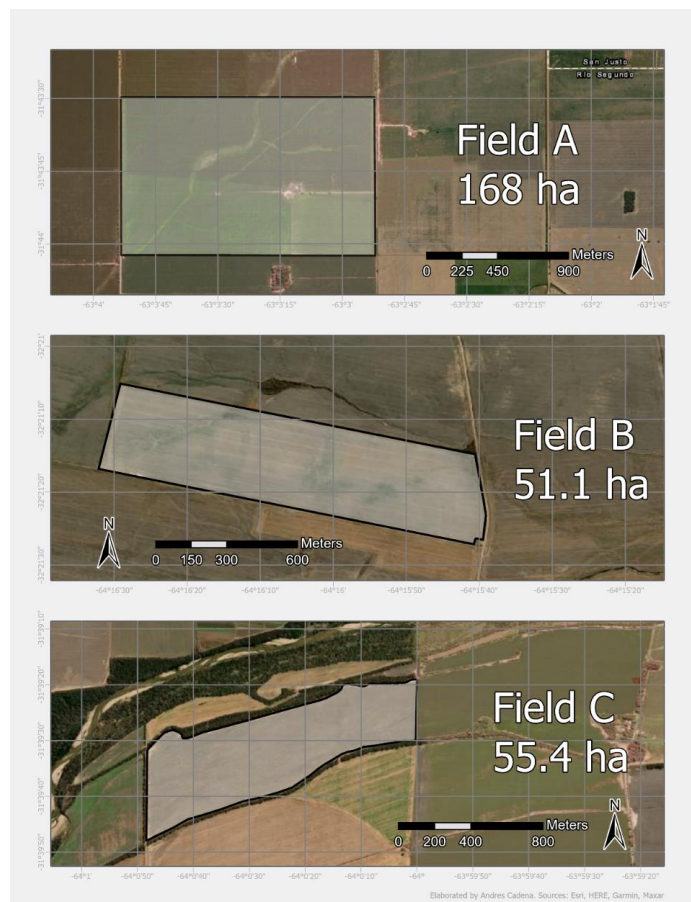 San Justo
Río Segundo
-31°43'30"
-31°43'45"
-31°44'
Field A
168 ha
N
Meters
0 225 450 900
-63°4' -63°3'45" -63°3'30" -63°3'15" -63°3' -63°2'45" -63°2'30" -63°2'15" -63°2' -63°1'45"
-32°21'
-32°21'10"
-32°21'20"
-32°21'30"
Field B
51.1 ha
N
Meters
0 150 300 600
-64°16'30" -64°16'20" -64°16'10" -64°16' -64°15'50" -64°15'40" -64°15'30" -64°15'20"
-31°39'10"
-31°39'20"
-31°39'30"
-31°39'40"
-31°39'50"
Field C
55.4 ha
N
Meters
0 200 400 800
-64°1' -64°0'50" -64°0'40" -64°0'30" -64°0'20" -64°0'10" -64° -63°59'50" -63°59'40" -63°59'30" -63°59'20"
Elaborated by Andres Cadena. Sources: Esri, HERE, Garmin, Maxar